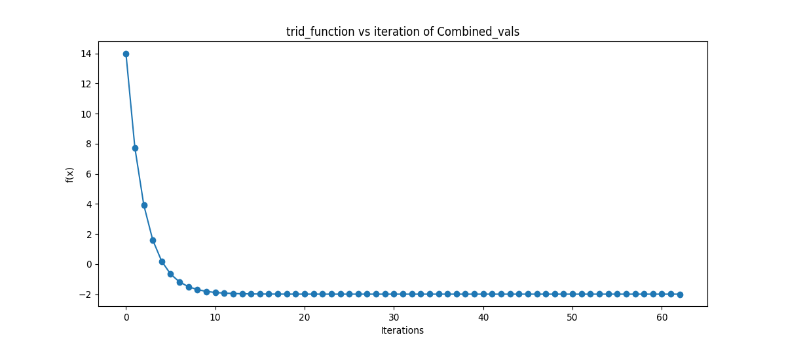 trid_function vs iteration of Combined_vals
14
12
10
8
6
4
2
0
−2
f(x)
0 10 20 30 40 50 60
Iterations